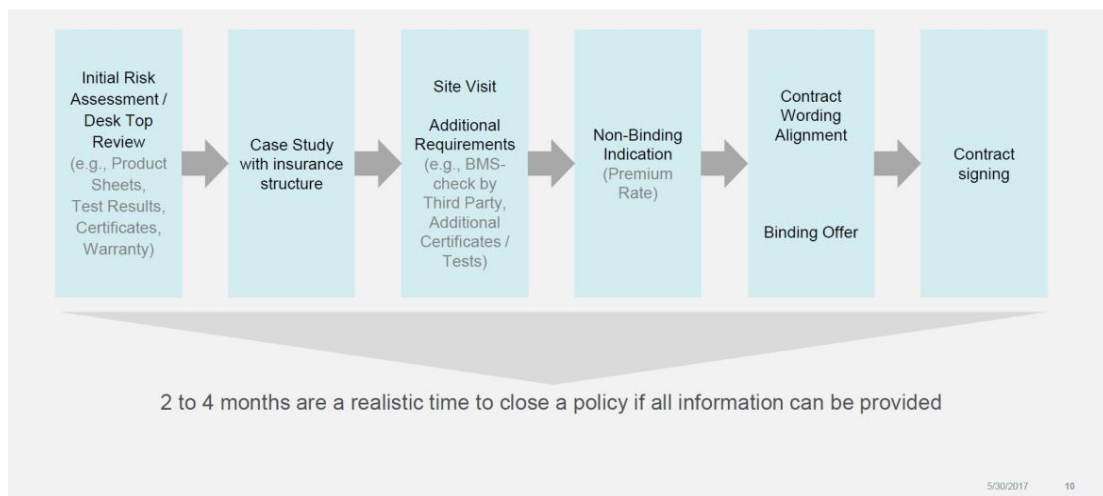 Initial Risk
Assessment /
Desk Top
Review
(e.g., Product
Sheets,
Test Results,
Certificates,
Warranty)
Case Study
with insurance
structure
Site Visit
Additional
Requirements
(e.g., BMS-
check by
Third Party,
Additional
Certificates /
Tests)
Non-Binding
Indication
(Premium
Rate)
Contract
Wording
Alignment
Binding Offer
Contract
signing
2 to 4 months are a realistic time to close a policy if all information can be provided
5/30/2017 10